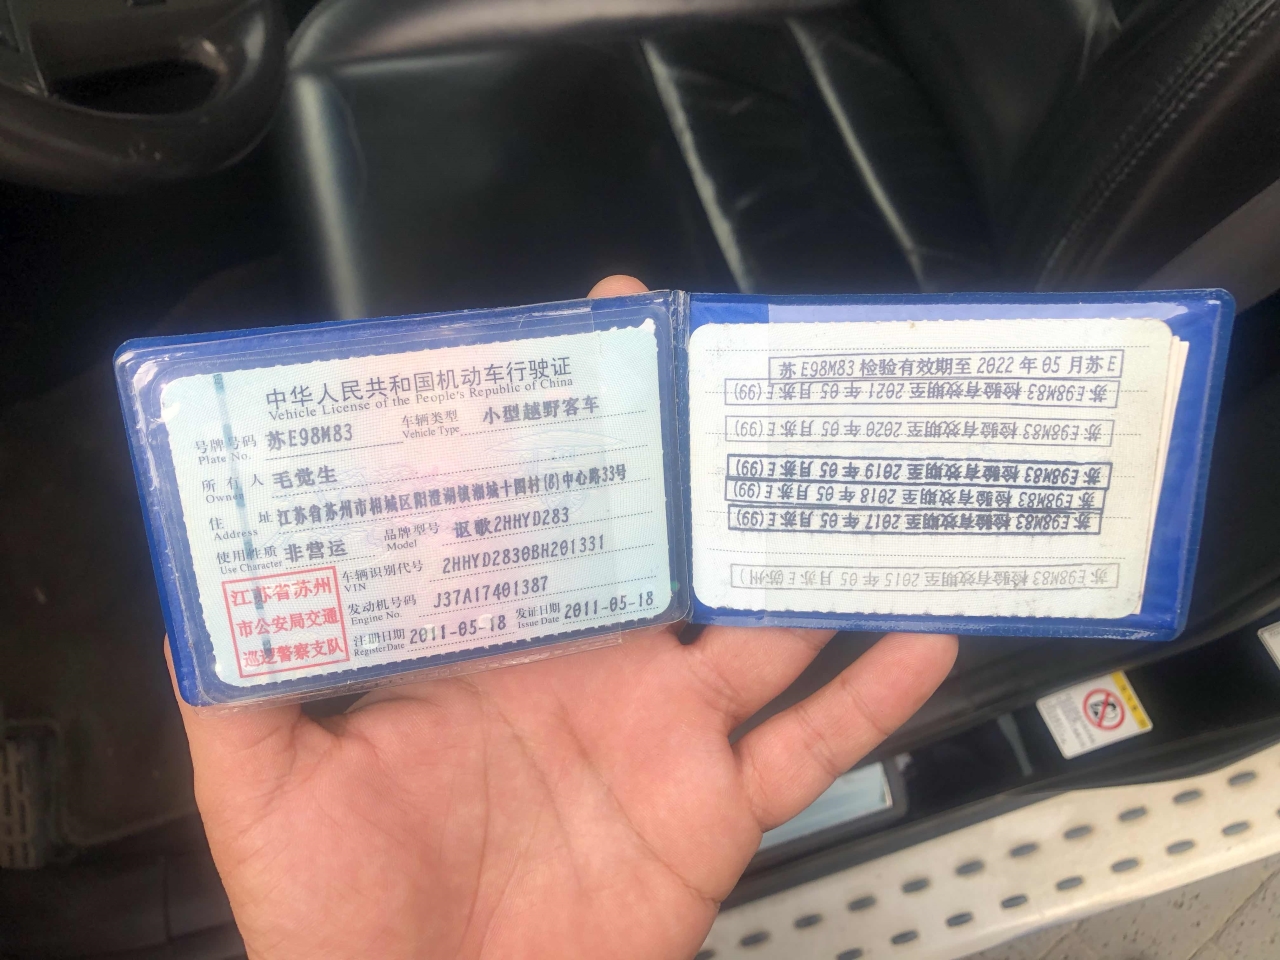 中华人民共和国机动车行驶证
Vehicle License of the People's Republic of China
号牌号码 苏E98M83 车辆类型 小型越野客车
Plate No. Vehicle Type
所有人 毛觉生
Owner
住址 江苏省苏州市相城区阳澄湖镇湘城十图村(8)中心路33号
Address
使用性质 非营运 品牌型号 讴歌2HHYD283
Use Character Model
车辆识别代号 2HHYD2830BH201331
VIN
发动机号码 J37A17401387
Engine No.
注册日期 2011-05-18 发证日期 2011-05-18
Register Date Issue Date
江苏省苏州
市公安局交通
巡逻警察支队
苏E98M83 检验有效期至 2022年05月苏E
苏E98M83 检验有效期至 2021年05月苏E(99)
苏E98M83 检验有效期至 2020年05月苏E(99)
苏E98M83 检验有效期至 2019年05月苏E(99)
苏E98M83 检验有效期至 2018年05月苏E(99)
苏E98M83 检验有效期至 2017年05月苏E(99)
苏E98M83 检验有效期至 2015年05月苏E(苏州)